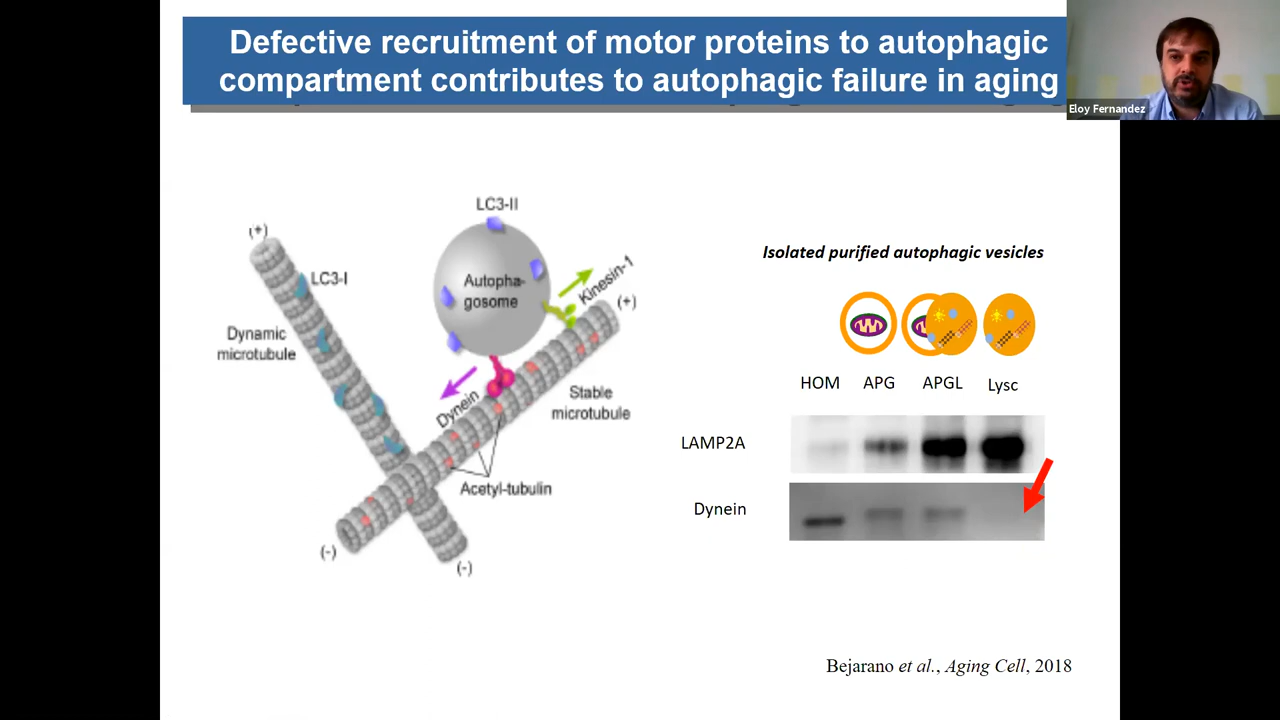 Defective recruitment of motor proteins to autophagic
compartment contributes to autophagic failure in aging
Eloy Fernandez
LC3-II
(+)
LC3-I
Autopha-
gosome
Kinesin-1
(+)
Dynamic
microtubule
Dynein
Stable
microtubule
Acetyl-tubulin
(-)
(-)
Isolated purified autophagic vesicles
HOM APG APGL Lysc
LAMP2A
Dynein
Bejarano et al., Aging Cell, 2018